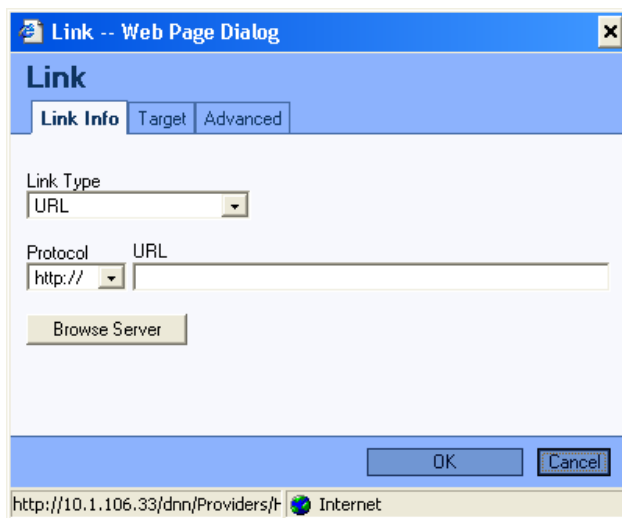 Link -- Web Page Dialog
Link
Link Info Target Advanced
Link Type
URL
Protocol URL
http://
Browse Server
OK Cancel
http://10.1.106.33/dnn/Providers/H Internet